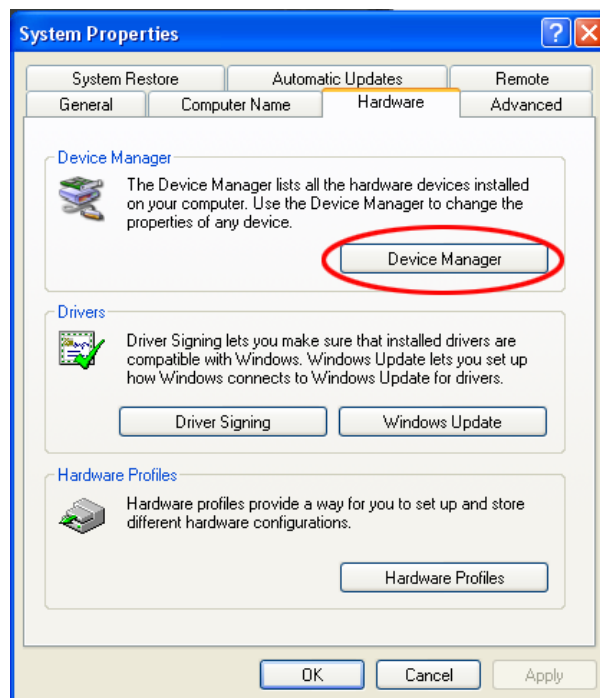 System Properties
?
System Restore
Automatic Updates
Remote
General
Computer Name
Hardware
Advanced
Device Manager
The Device Manager lists all the hardware devices installed
on your computer. Use the Device Manager to change the
properties of any device.
Device Manager
Drivers
Driver Signing lets you make sure that installed drivers are
compatible with Windows. Windows Update lets you set up
how Windows connects to Windows Update for drivers.
Driver Signing
Windows Update
Hardware Profiles
Hardware profiles provide a way for you to set up and store
different hardware configurations.
Hardware Profiles
OK
Cancel
Apply